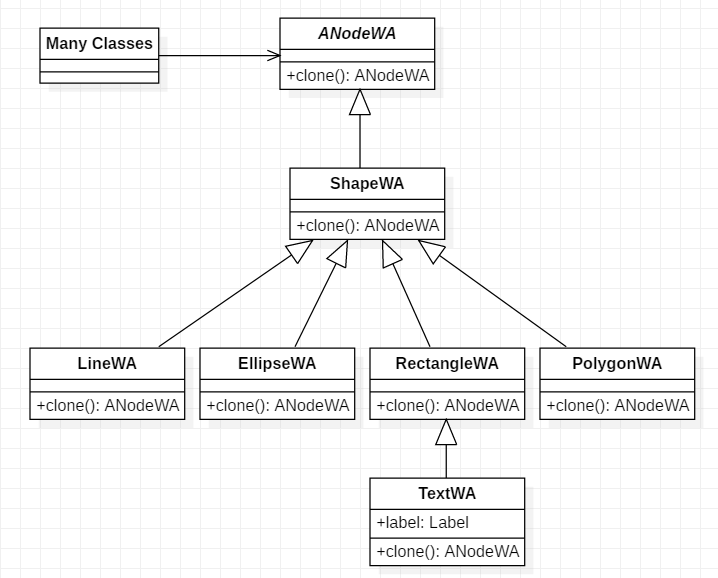 Many Classes
ANodeWA
+clone(): ANodeWA
ShapeWA
+clone(): ANodeWA
LineWA
+clone(): ANodeWA
EllipseWA
+clone(): ANodeWA
RectangleWA
+clone(): ANodeWA
PolygonWA
+clone(): ANodeWA
TextWA
+label: Label
+clone(): ANodeWA